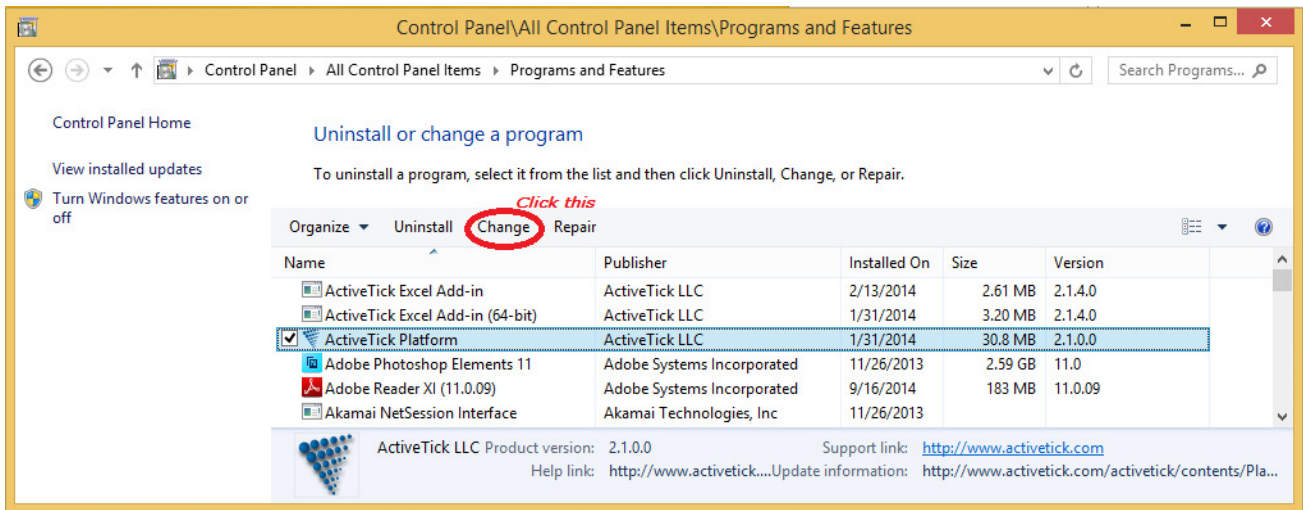 Control Panel\All Control Panel Items\Programs and Features
Control Panel All Control Panel Items Programs and Features Search Programs...
Control Panel Home
View installed updates
Turn Windows features on or
off
Uninstall or change a program
To uninstall a program, select it from the list and then click Uninstall, Change, or Repair.
Click this
Organize Uninstall Change Repair
Name Publisher Installed On Size Version
ActiveTick Excel Add-in ActiveTick LLC 2/13/2014 2.61 MB 2.1.4.0
ActiveTick Excel Add-in (64-bit) ActiveTick LLC 1/31/2014 3.20 MB 2.1.4.0
ActiveTick Platform ActiveTick LLC 1/31/2014 30.8 MB 2.1.0.0
Adobe Photoshop Elements 11 Adobe Systems Incorporated 11/26/2013 2.59 GB 11.0
Adobe Reader XI (11.0.09) Adobe Systems Incorporated 9/16/2014 183 MB 11.0.09
Akamai NetSession Interface Akamai Technologies, Inc 11/26/2013
ActiveTick LLC Product version: 2.1.0.0 Support link: http://www.activetick.com
Help link: http://www.activetick....Update information: http://www.activetick.com/activetick/contents/Pla...